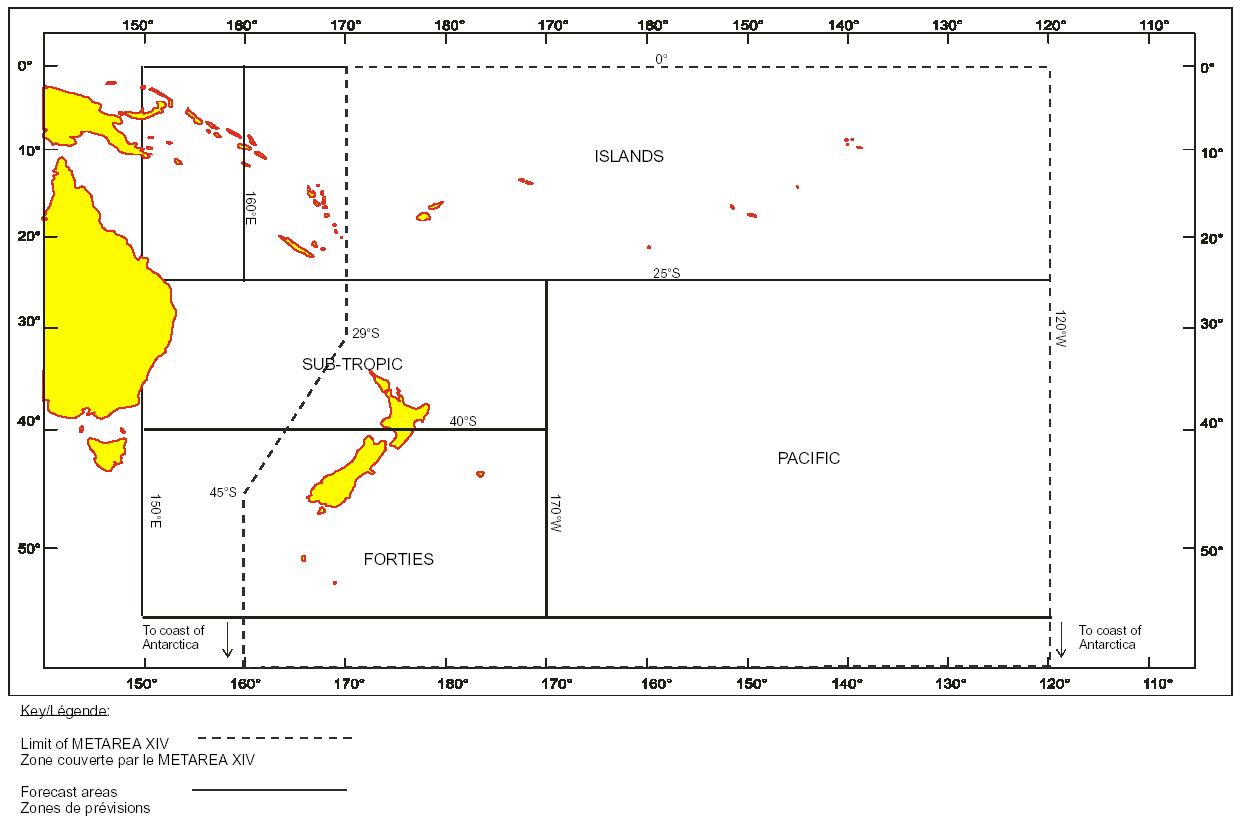 150° 160° 170° 180° 170° 160° 150° 140° 130° 120° 110°
0° 0° 0°
10° 10°
ISLANDS
160°E
20° 20°
25°S
30° 30°
29°S
120°W
SUB-TROPIC
40° 40°
40°S
PACIFIC
45°S
150°E
170°W
50° 50°
FORTIES
To coast of
Antarctica
To coast of
Antarctica
150° 160° 170° 180° 170° 160° 150° 140° 130° 120° 110°
Key/Légende:
Limit of METAREA XIV
Zone couverte par le METAREA XIV
Forecast areas
Zones de prévisions